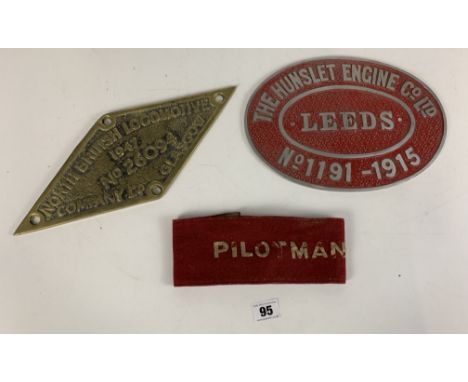 NORTH BRITISH LOCOMOTIVE
1947
No 26094
COMPANY LD GLASGOW
THE HUNSLET ENGINE Co LTD
LEEDS
No 1191 - 1915
PILOTMAN
95